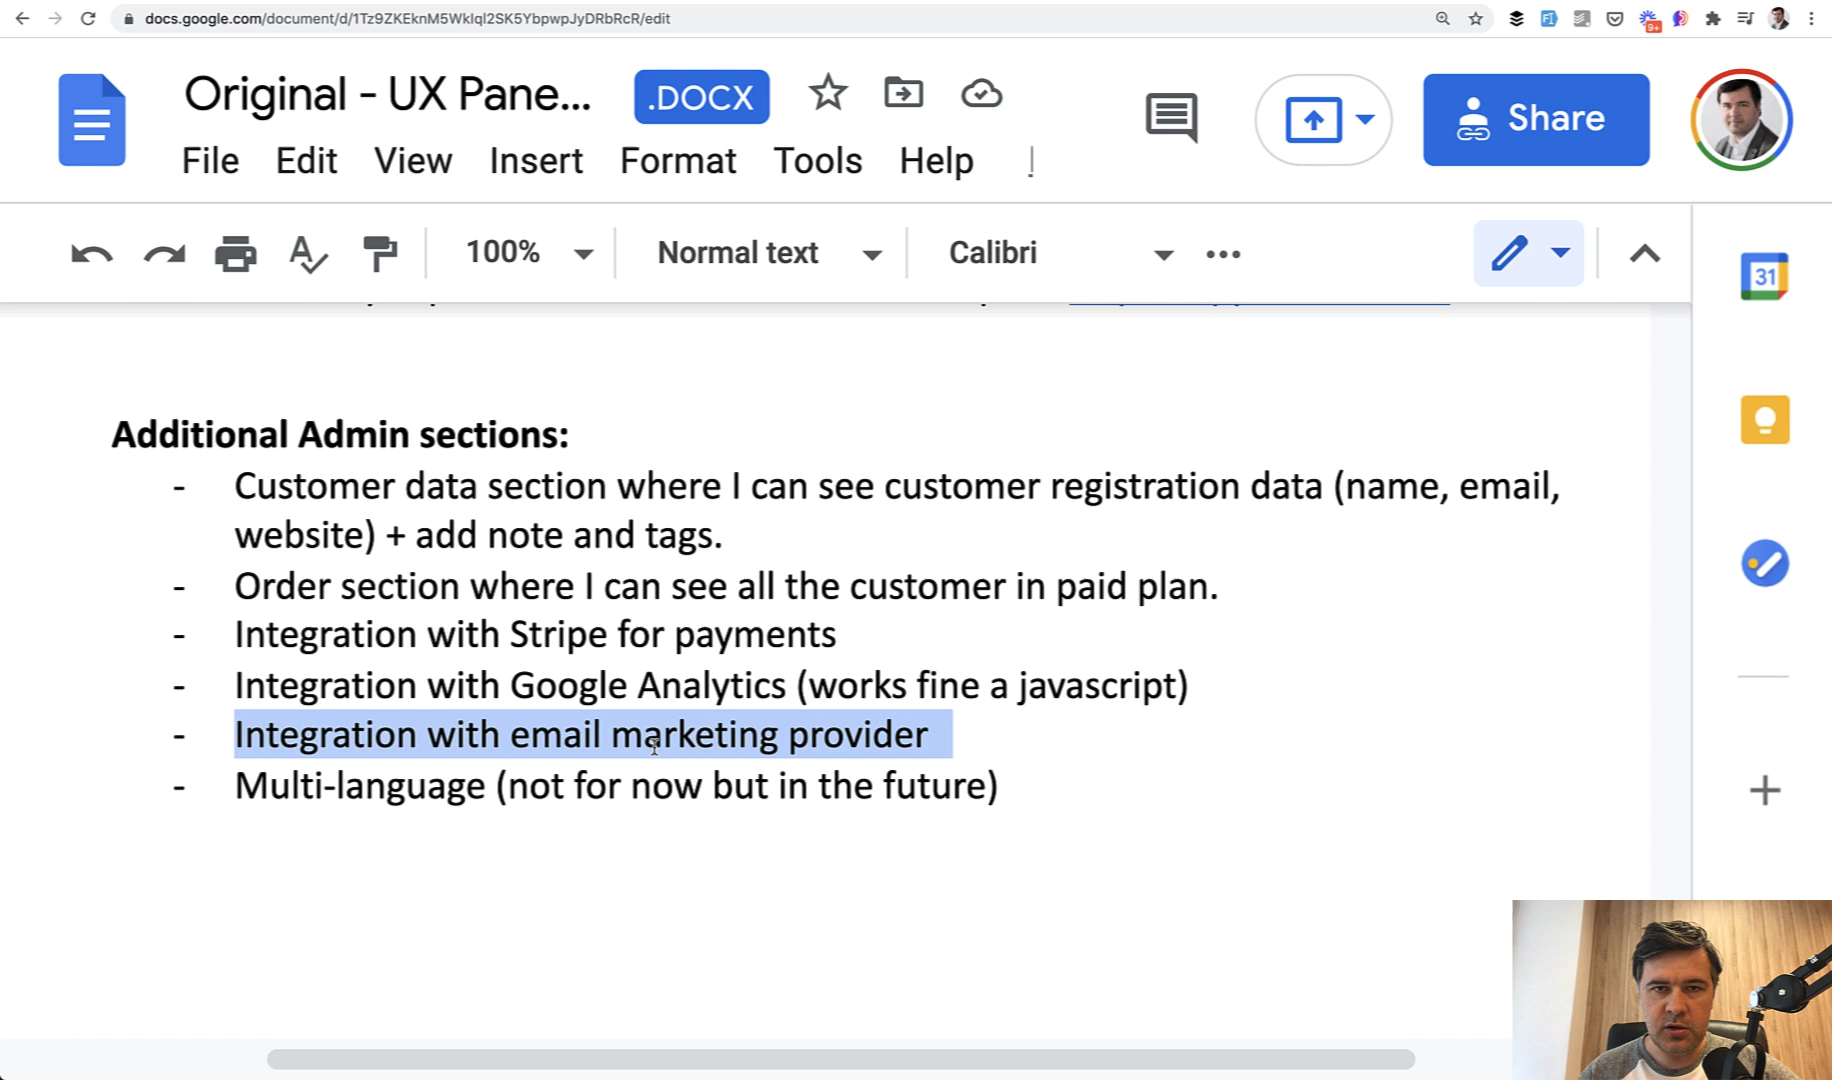 docs.google.com/document/d/1Tz9ZKEknM5WkIqI2SK5YbpwpJyDRbRcR/edit
9+
Original - UX Pane... .DOCX
File Edit View Insert Format Tools Help
Share
100% Normal text Calibri
31
Additional Admin sections:
- Customer data section where I can see customer registration data (name, email,
website) + add note and tags.
- Order section where I can see all the customer in paid plan.
- Integration with Stripe for payments
- Integration with Google Analytics (works fine a javascript)
- Integration with email marketing provider
- Multi-language (not for now but in the future)